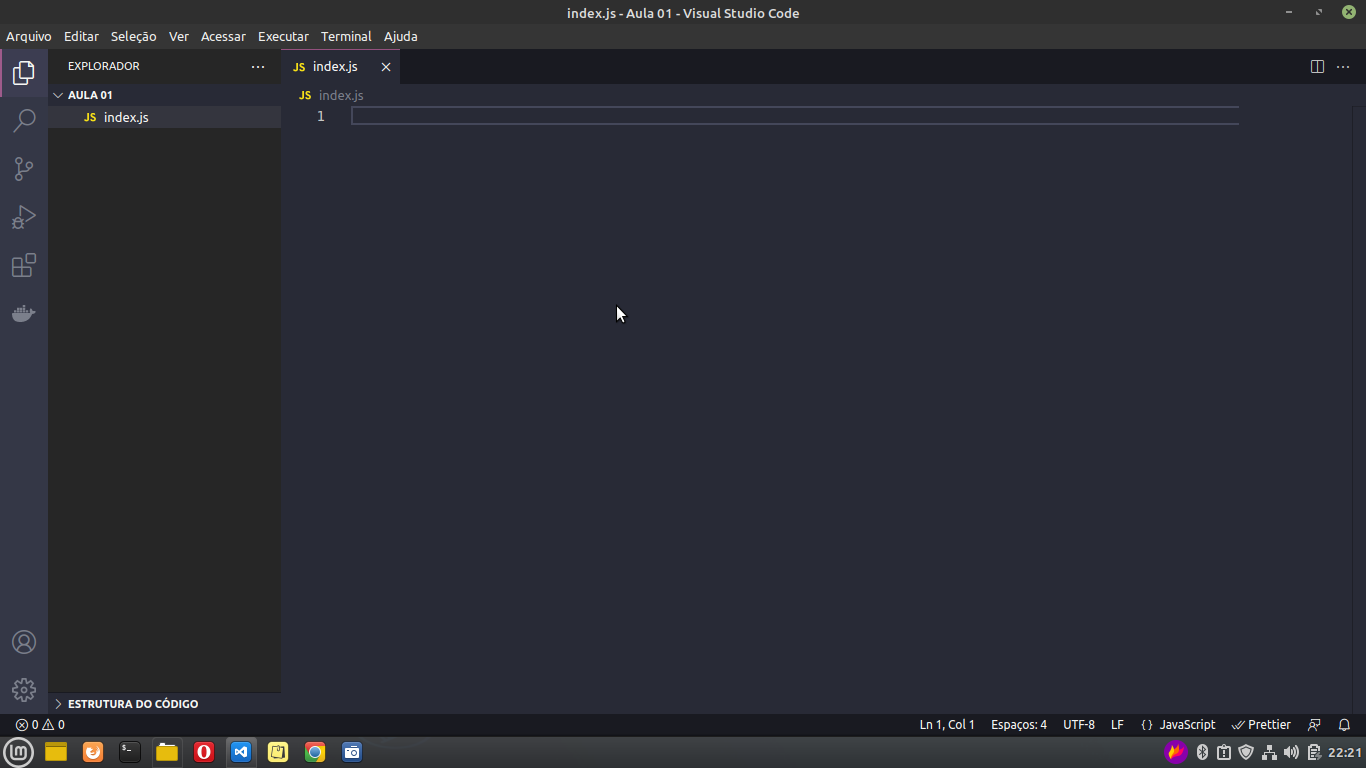 index.js - Aula 01 - Visual Studio Code
Arquivo Editar Seleção Ver Acessar Executar Terminal Ajuda
EXPLORADOR
JS index.js
AULA 01
JS index.js
JS index.js
1
ESTRUTURA DO CÓDIGO
0 0
Ln 1, Col 1 Espaços: 4 UTF-8 LF { } JavaScript Prettier
22:21